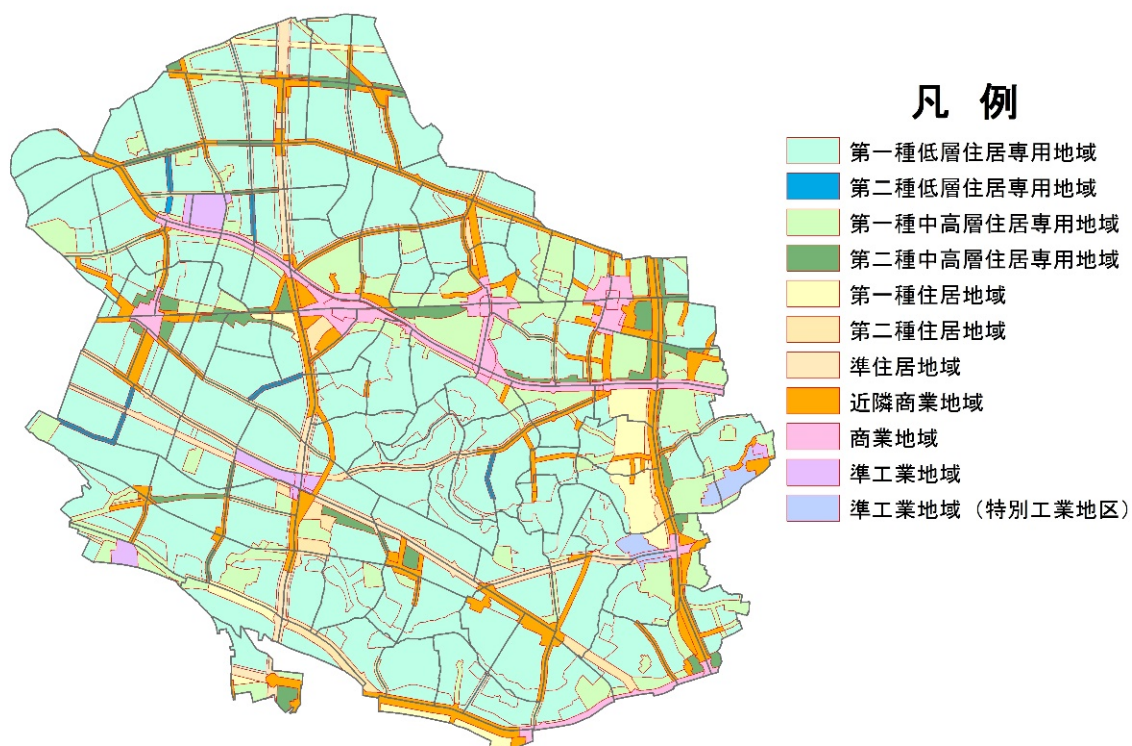 凡 例
第一種低層住居専用地域
第二種低層住居専用地域
第一種中高層住居専用地域
第二種中高層住居専用地域
第一種住居地域
第二種住居地域
準住居地域
近隣商業地域
商業地域
準工業地域
準工業地域（特別工業地区）